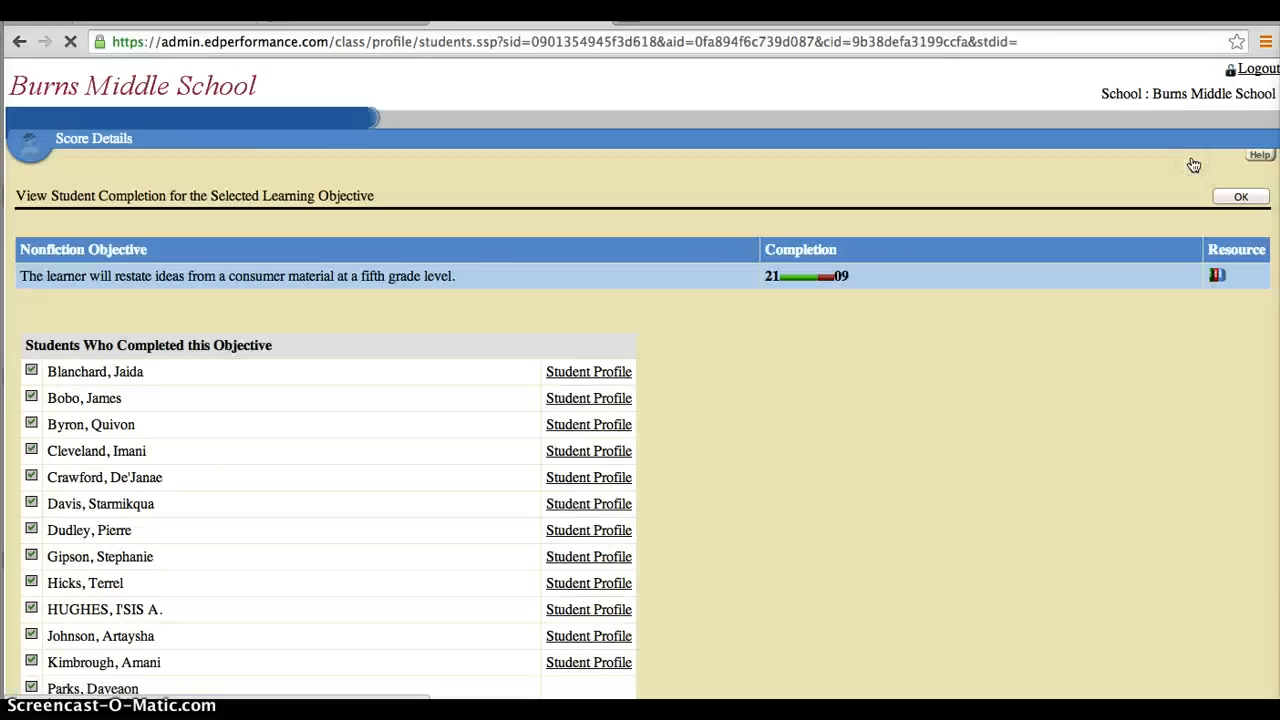 https://admin.edperformance.com/class/profile/students.ssp?sid=0901354945f3d618&aid=0fa894f6c739d087&cid=9b38defa3199ccfa&stdid=
Logout
Burns Middle School
School : Burns Middle School
Score Details
Help
View Student Completion for the Selected Learning Objective
OK
Nonfiction Objective Completion Resource
The learner will restate ideas from a consumer material at a fifth grade level. 21 09
Students Who Completed this Objective
Blanchard, Jaida Student Profile
Bobo, James Student Profile
Byron, Quivon Student Profile
Cleveland, Imani Student Profile
Crawford, De'Janae Student Profile
Davis, Starmikqua Student Profile
Dudley, Pierre Student Profile
Gipson, Stephanie Student Profile
Hicks, Terrel Student Profile
HUGHES, I'SIS A. Student Profile
Johnson, Artaysha Student Profile
Kimbrough, Amani Student Profile
Parks, Daveaon
Screencast-O-Matic.com